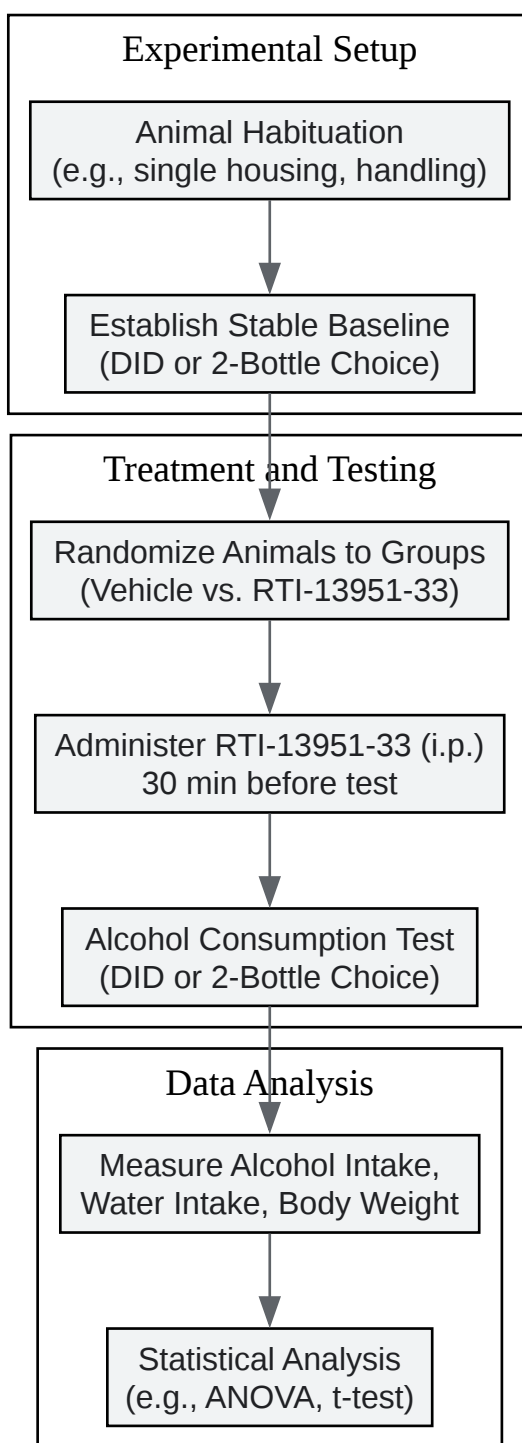 Experimental Setup
Animal Habituation
(e.g., single housing, handling)
Establish Stable Baseline
(DID or 2-Bottle Choice)
Treatment and Testing
Randomize Animals to Groups
(Vehicle vs. RTI-13951-33)
Administer RTI-13951-33 (i.p.)
30 min before test
Alcohol Consumption Test
(DID or 2-Bottle Choice)
Data Analysis
Measure Alcohol Intake,
Water Intake, Body Weight
Statistical Analysis
(e.g., ANOVA, t-test)